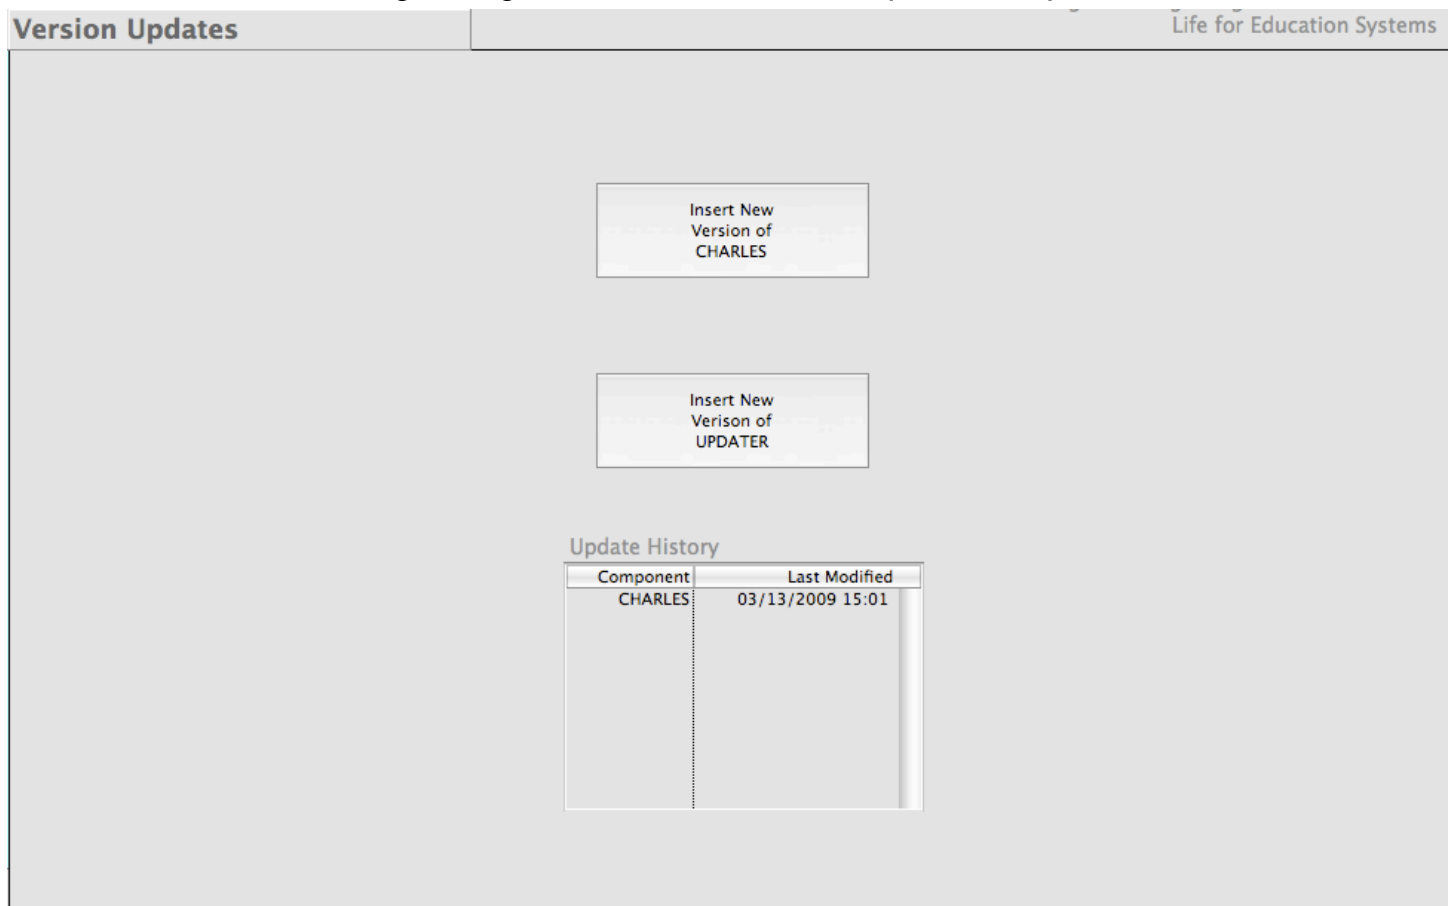 Version Updates
Life for Education Systems
Insert New
Version of
CHARLES
Insert New
Verison of
UPDATER
Update History
Component Last Modified
CHARLES 03/13/2009 15:01